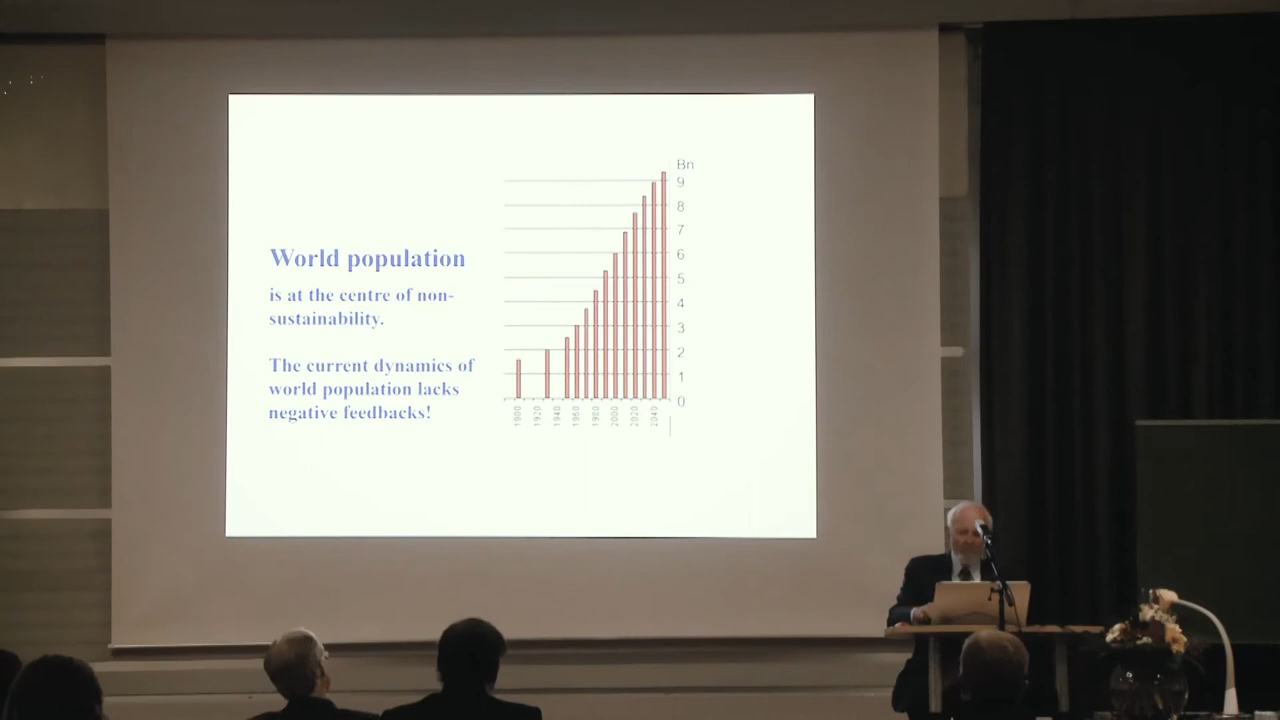 World population
is at the centre of non-
sustainability.
The current dynamics of
world population lacks
negative feedbacks!
Bn
9
8
7
6
5
4
3
2
1
0
1900
1920
1940
1960
1980
2000
2020
2040